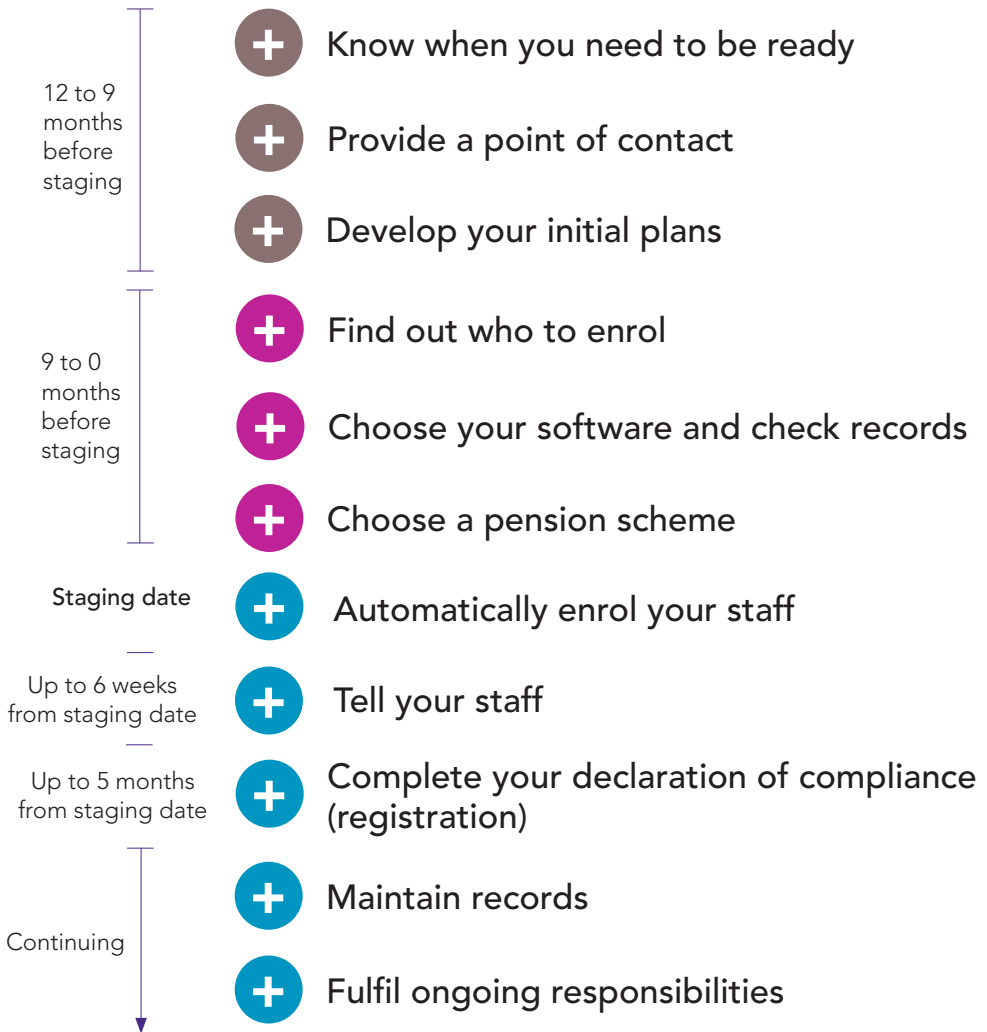 12 to 9
months
before
staging
Know when you need to be ready
Provide a point of contact
Develop your initial plans
9 to 0
months
before
staging
Find out who to enrol
Choose your software and check records
Choose a pension scheme
Staging date
Automatically enrol your staff
Up to 6 weeks
from staging date
Tell your staff
Up to 5 months
from staging date
Complete your declaration of compliance
(registration)
Continuing
Maintain records
Fulfil ongoing responsibilities